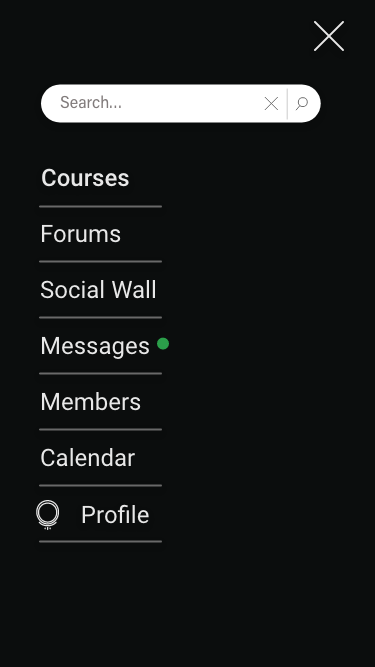 Search...
Courses
Forums
Social Wall
Messages
Members
Calendar
Profile